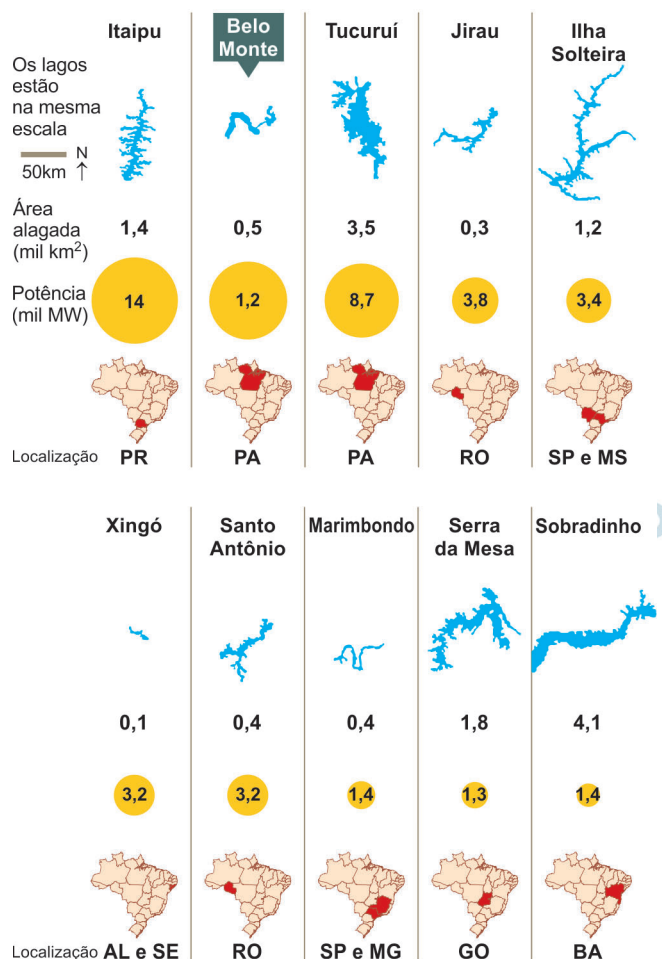 Itaipu
Belo
Monte
Tucuruí
Jirau
Ilha
Solteira
Os lagos
estão
na mesma
escala
N
50km
Área
alagada
(mil km²)
1,4
0,5
3,5
0,3
1,2
Potência
(mil MW)
14
1,2
8,7
3,8
3,4
Localização
PR
PA
PA
RO
SP e MS
Xingó
Santo
Antônio
Marimbondo
Serra
da Mesa
Sobradinho
0,1
0,4
0,4
1,8
4,1
3,2
3,2
1,4
1,3
1,4
Localização
AL e SE
RO
SP e MG
GO
BA